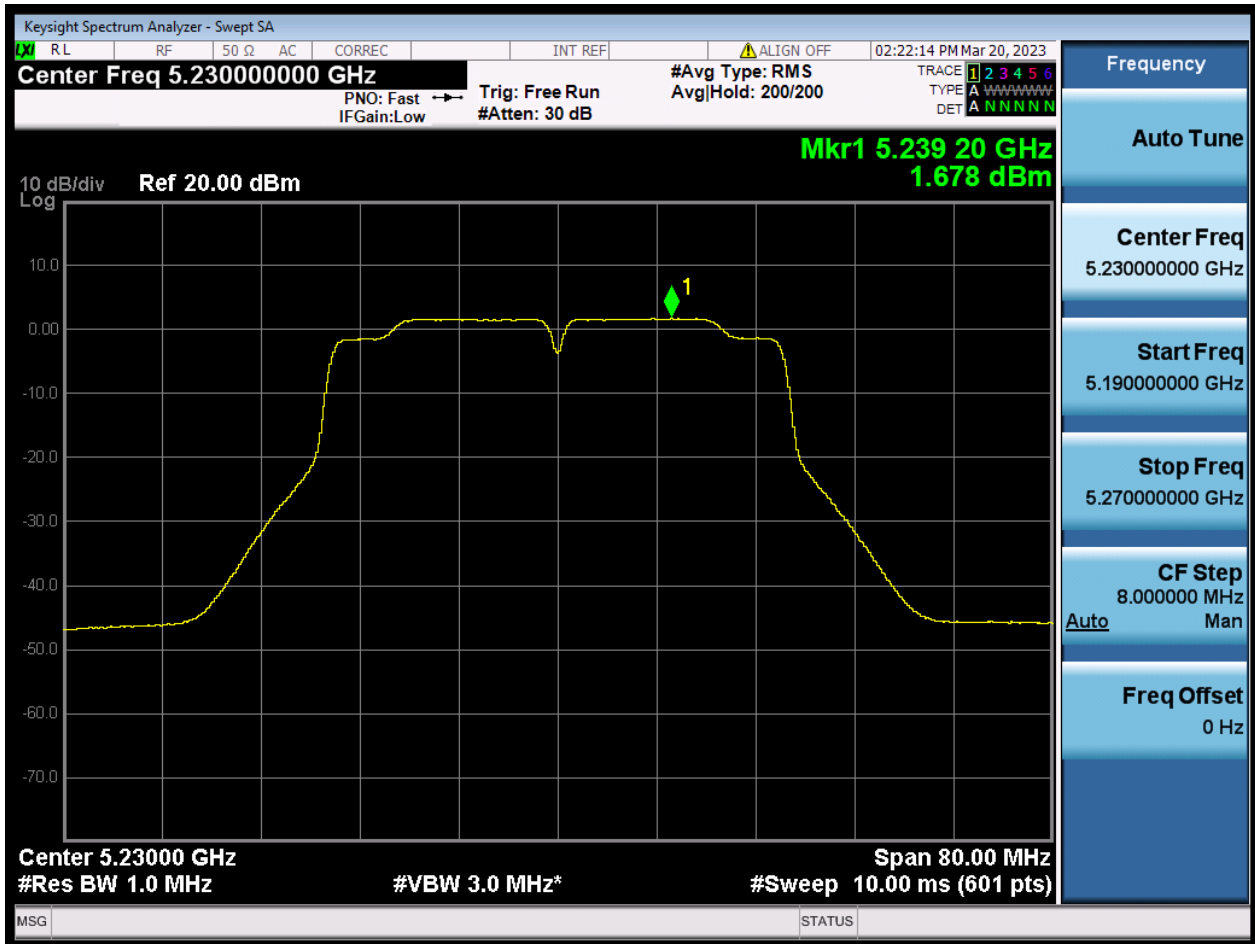 Keysight Spectrum Analyzer - Swept SA
LXI RL RF 50 Ω AC CORREC INT REF ALIGN OFF 02:22:14 PM Mar 20, 2023
Center Freq 5.230000000 GHz
PNO: Fast
IFGain:Low
Trig: Free Run
#Atten: 30 dB
#Avg Type: RMS
Avg|Hold: 200/200
TRACE 1 2 3 4 5 6
TYPE A WWWWW
DET A N N N N N
Mkr1 5.239 20 GHz
1.678 dBm
10 dB/div Ref 20.00 dBm
Log
10.0
0.00
-10.0
-20.0
-30.0
-40.0
-50.0
-60.0
-70.0
1
Center 5.23000 GHz Span 80.00 MHz
#Res BW 1.0 MHz #VBW 3.0 MHz* #Sweep 10.00 ms (601 pts)
MSG STATUS
Frequency
Auto Tune
Center Freq
5.230000000 GHz
Start Freq
5.190000000 GHz
Stop Freq
5.270000000 GHz
CF Step
8.000000 MHz
Auto Man
Freq Offset
0 Hz